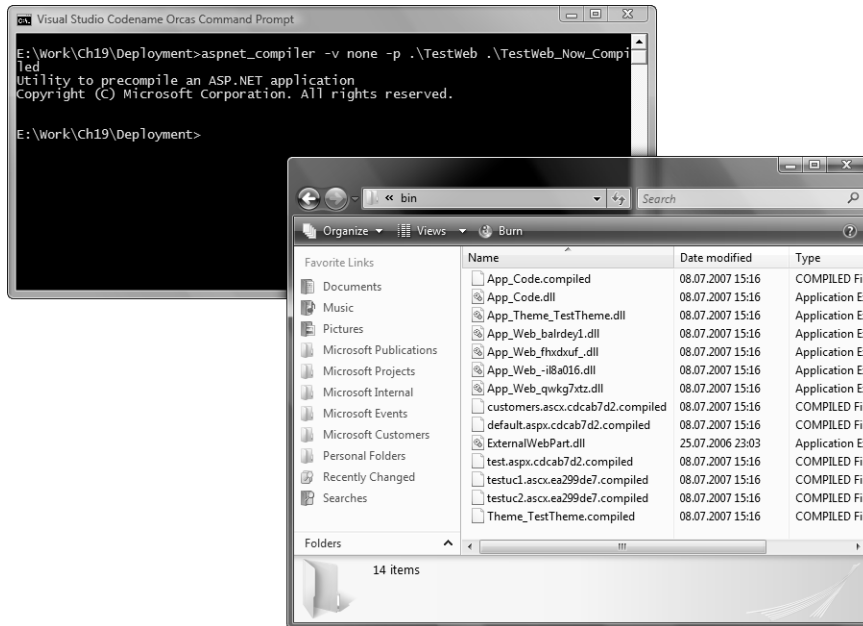 Visual Studio Codename Orcas Command Prompt
E:\Work\Ch19\Deployment>aspnet_compiler -v none -p .\TestWeb .\TestWeb_Now_Compi
led
Utility to precompile an ASP.NET application
Copyright (C) Microsoft Corporation. All rights reserved.
E:\Work\Ch19\Deployment>
« bin
Search
Organize Views Burn
Favorite Links
Documents
Music
Pictures
Microsoft Publications
Microsoft Projects
Microsoft Internal
Microsoft Events
Microsoft Customers
Personal Folders
Recently Changed
Searches
Folders
Name Date modified Type
App_Code.compiled 08.07.2007 15:16 COMPILED Fi
App_Code.dll 08.07.2007 15:16 Application E
App_Theme_TestTheme.dll 08.07.2007 15:16 Application E
App_Web_balrdey1.dll 08.07.2007 15:16 Application E
App_Web_fhxdxuf_.dll 08.07.2007 15:16 Application E
App_Web_-il8a016.dll 08.07.2007 15:16 Application E
App_Web_qwkg7xtz.dll 08.07.2007 15:16 Application E
customers.ascx.cdcab7d2.compiled 08.07.2007 15:16 COMPILED Fi
default.aspx.cdcab7d2.compiled 08.07.2007 15:16 COMPILED Fi
ExternalWebPart.dll 25.07.2006 23:03 Application E
test.aspx.cdcab7d2.compiled 08.07.2007 15:16 COMPILED Fi
testuc1.ascx.ea299de7.compiled 08.07.2007 15:16 COMPILED Fi
testuc2.ascx.ea299de7.compiled 08.07.2007 15:16 COMPILED Fi
Theme_TestTheme.compiled 08.07.2007 15:16 COMPILED Fi
14 items